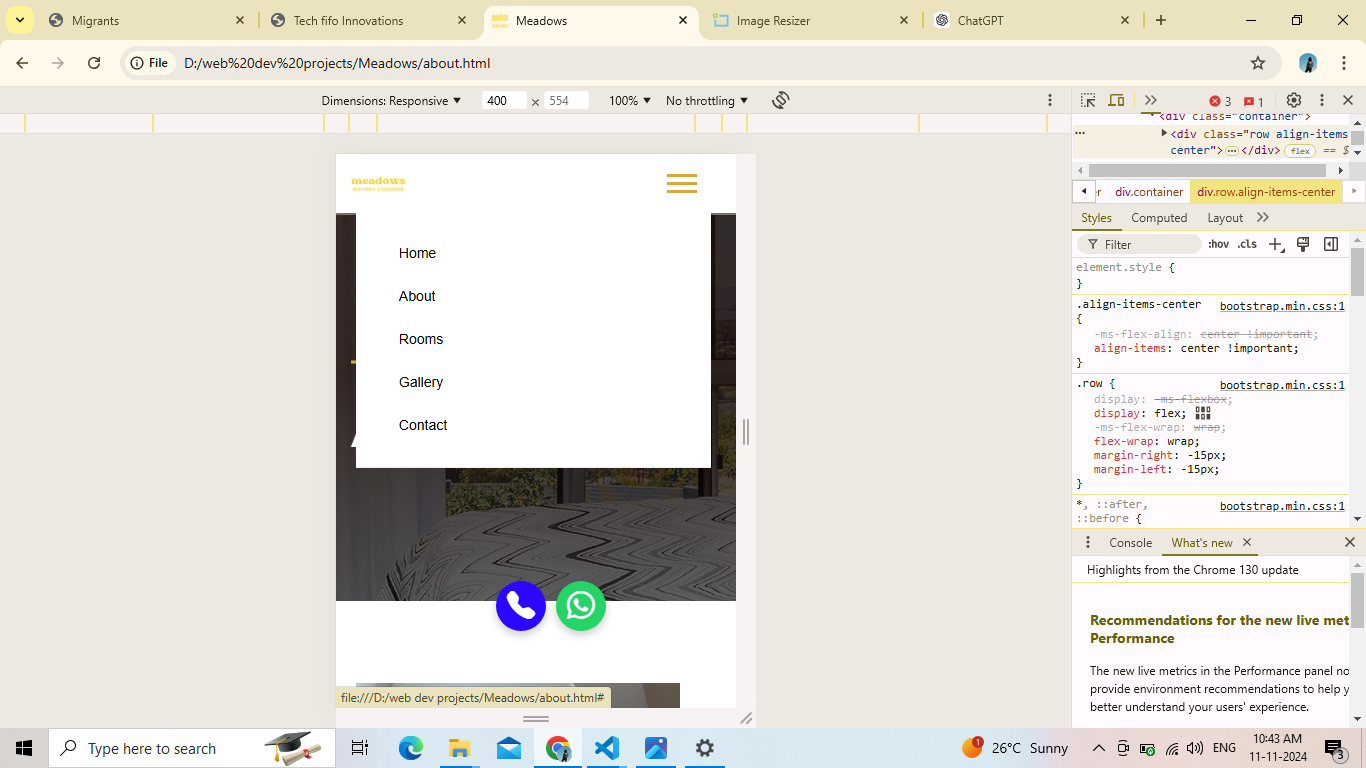 Migrants
Tech fifo Innovations
Meadows
Image Resizer
ChatGPT
File
D:/web%20dev%20projects/Meadows/about.html
Dimensions: Responsive
400
×
554
100%
No throttling
3
1
<div class="container">
<div class="row align-items
center"> </div> flex == $
div.container
div.row.align-items-center
Styles
Computed
Layout
Filter
:hov
.cls
element.style {
}
.align-items-center
bootstrap.min.css:1
{
-ms-flex-align: center !important;
align-items: center !important;
}
.row {
bootstrap.min.css:1
display: -ms-flexbox;
display: flex;
-ms-flex-wrap: wrap;
flex-wrap: wrap;
margin-right: -15px;
margin-left: -15px;
}
*, ::after,
bootstrap.min.css:1
::before {
Console
What's new
Highlights from the Chrome 130 update
Recommendations for the new live met
Performance
The new live metrics in the Performance panel no
provide environment recommendations to help y
better understand your users' experience.
meadows
Home
About
Rooms
Gallery
Contact
file:///D:/web dev projects/Meadows/about.html#
Type here to search
1
26°C Sunny
ENG
10:43 AM
11-11-2024
3